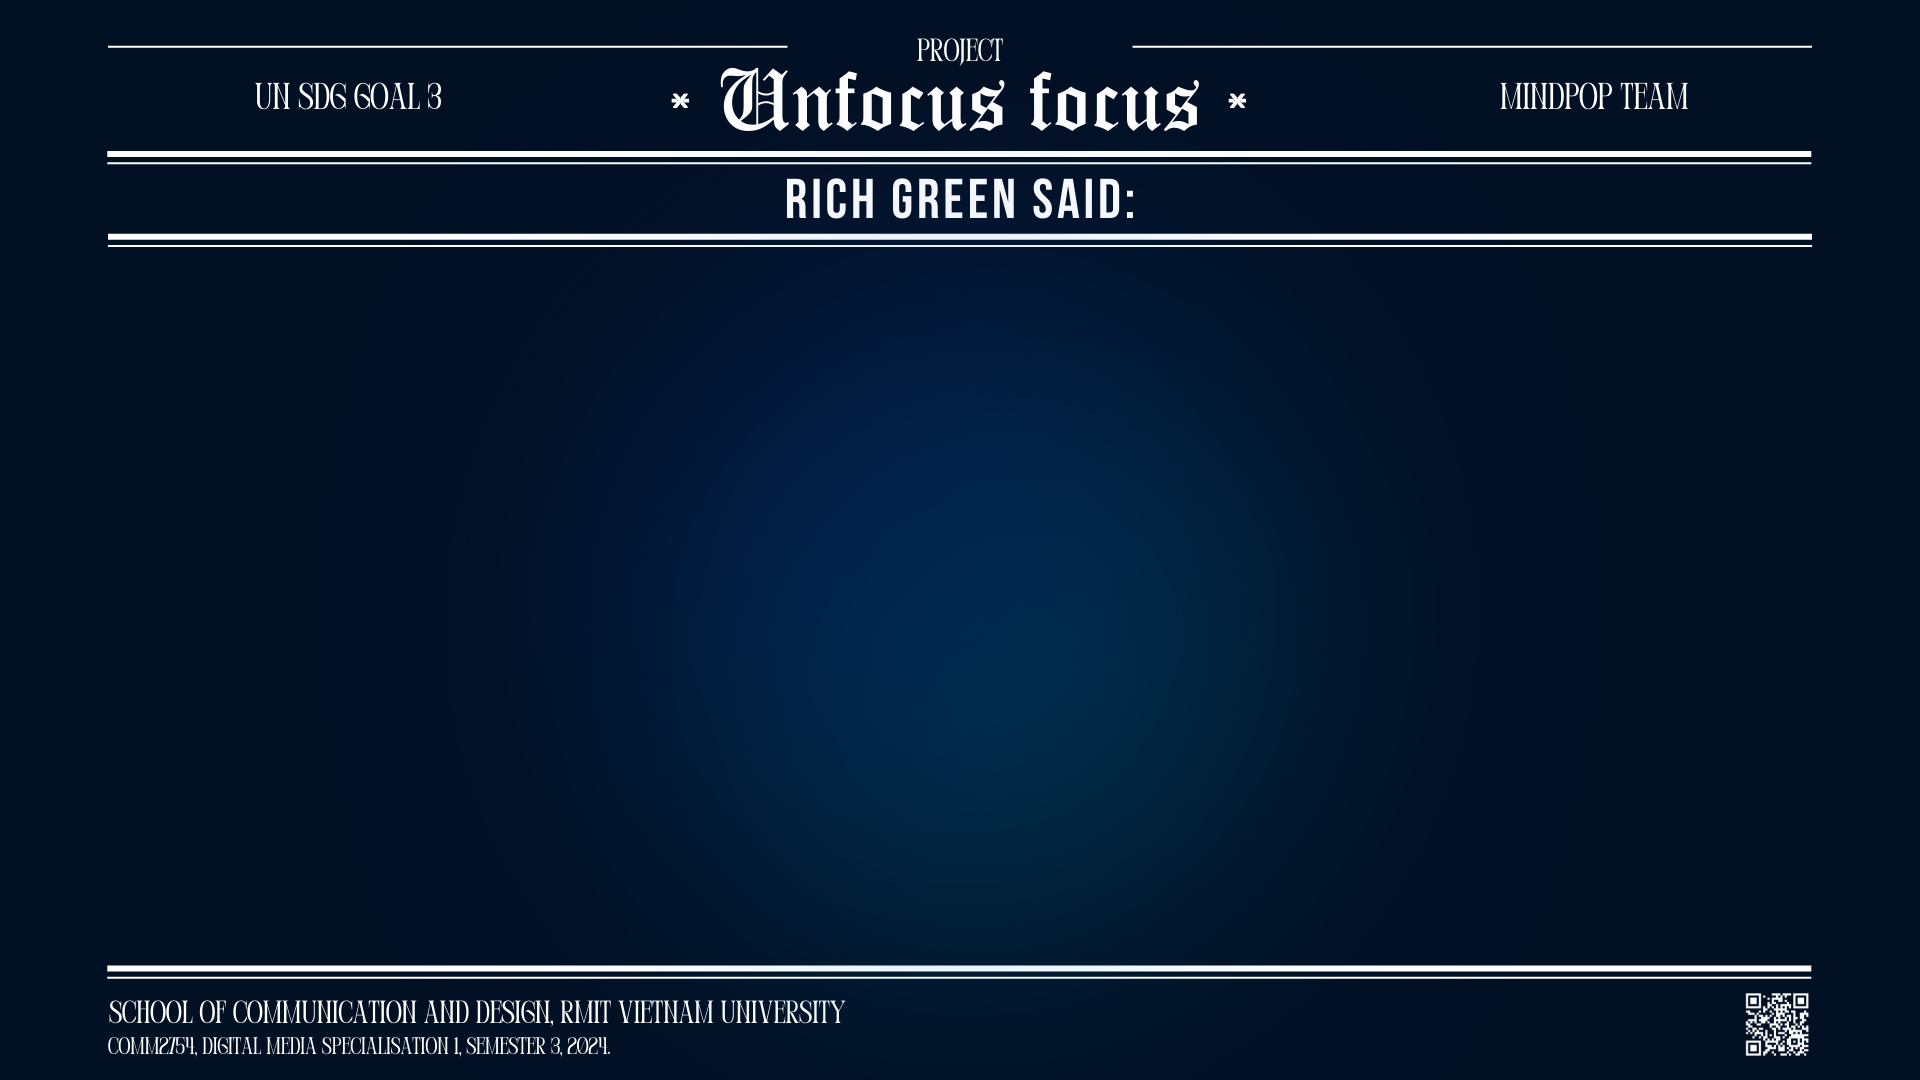 PROJECT
UN SDG GOAL 3
Unfocus focus
MINDPOP TEAM
RICH GREEN SAID:
SCHOOL OF COMMUNICATION AND DESIGN, RMIT VIETNAM UNIVERSITY
COMM2754, DIGITAL MEDIA SPECIALISATION 1, SEMESTER 3, 2024.